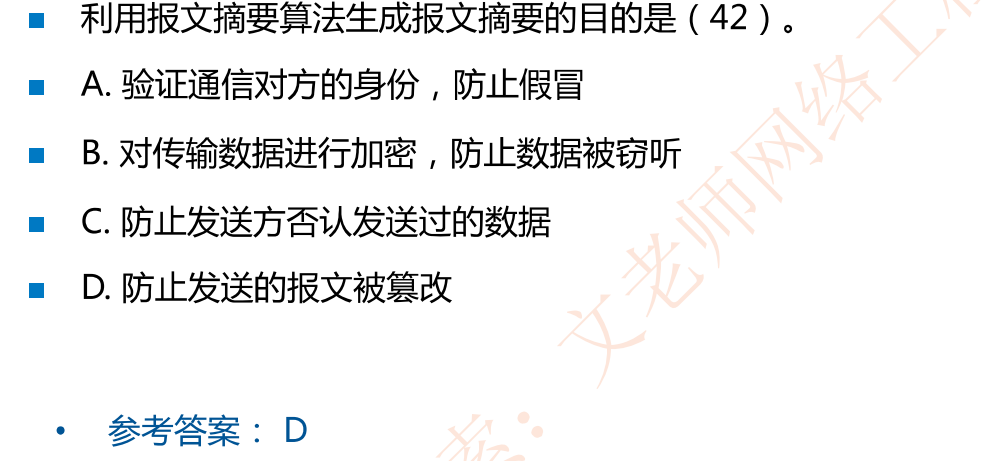 利用报文摘要算法生成报文摘要的目的是（42）。
A. 验证通信对方的身份，防止假冒
B. 对传输数据进行加密，防止数据被窃听
C. 防止发送方否认发送过的数据
D. 防止发送的报文被篡改
参考答案： D
文老师网络工